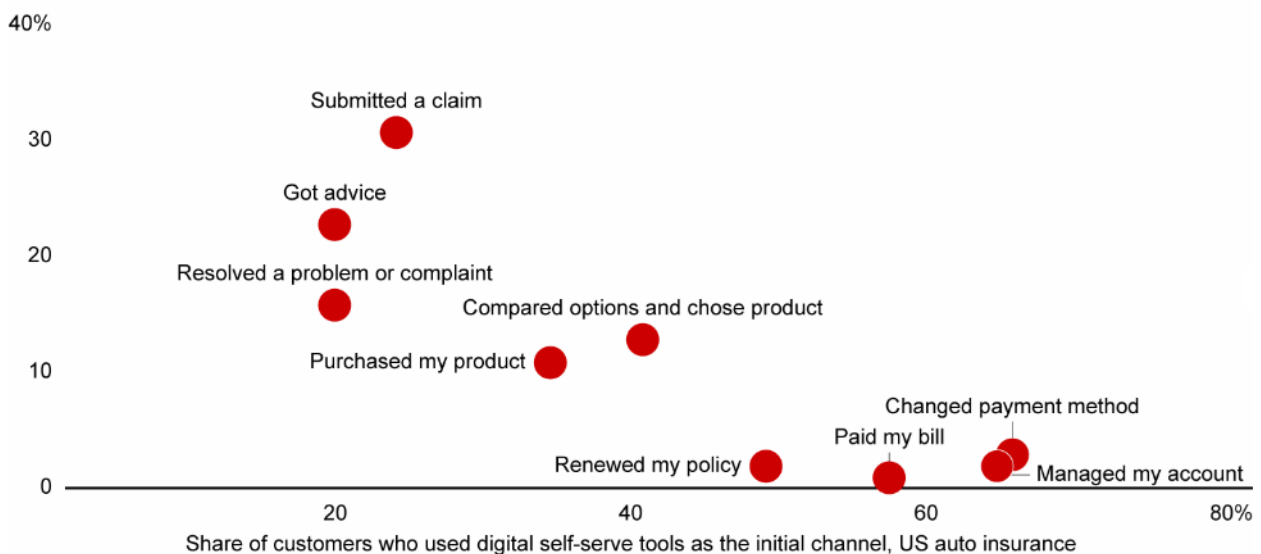 40%
Submitted a claim
30
Got advice
20
Resolved a problem or complaint
Compared options and chose product
Purchased my product
10
Changed payment method
Paid my bill
Renewed my policy
Managed my account
0
20 40 60 80%
Share of customers who used digital self-serve tools as the initial channel, US auto insurance